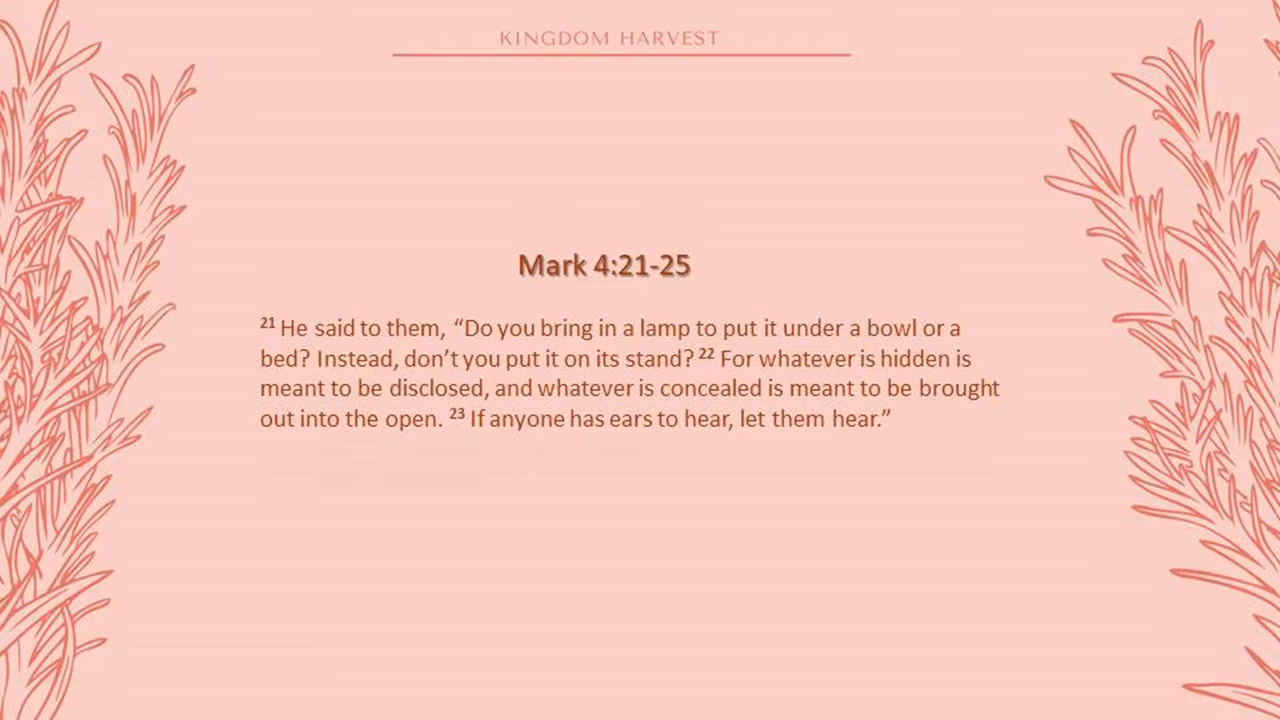 KINGDOM HARVEST
Mark 4:21-25
21 He said to them, “Do you bring in a lamp to put it under a bowl or a
bed? Instead, don’t you put it on its stand? 22 For whatever is hidden is
meant to be disclosed, and whatever is concealed is meant to be brought
out into the open. 23 If anyone has ears to hear, let them hear.”